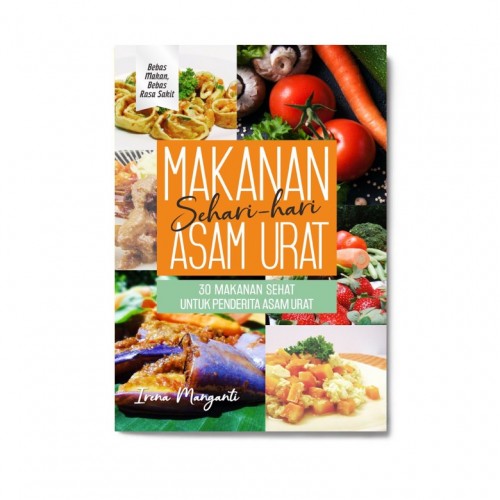 Bebas
Makan,
Bebas
Rasa Sakit
MAKANAN
Sehari-hari
ASAM URAT
30 MAKANAN SEHAT
UNTUK PENDERITA ASAM URAT
Irena Manganti